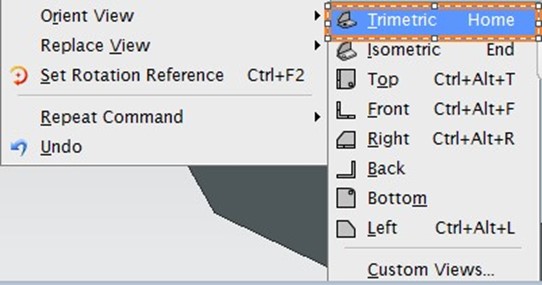 Orient View
Replace View
Set Rotation Reference Ctrl+F2
Repeat Command
Undo
Trimetric Home
Isometric End
Top Ctrl+Alt+T
Front Ctrl+Alt+F
Right Ctrl+Alt+R
Back
Bottom
Left Ctrl+Alt+L
Custom Views...